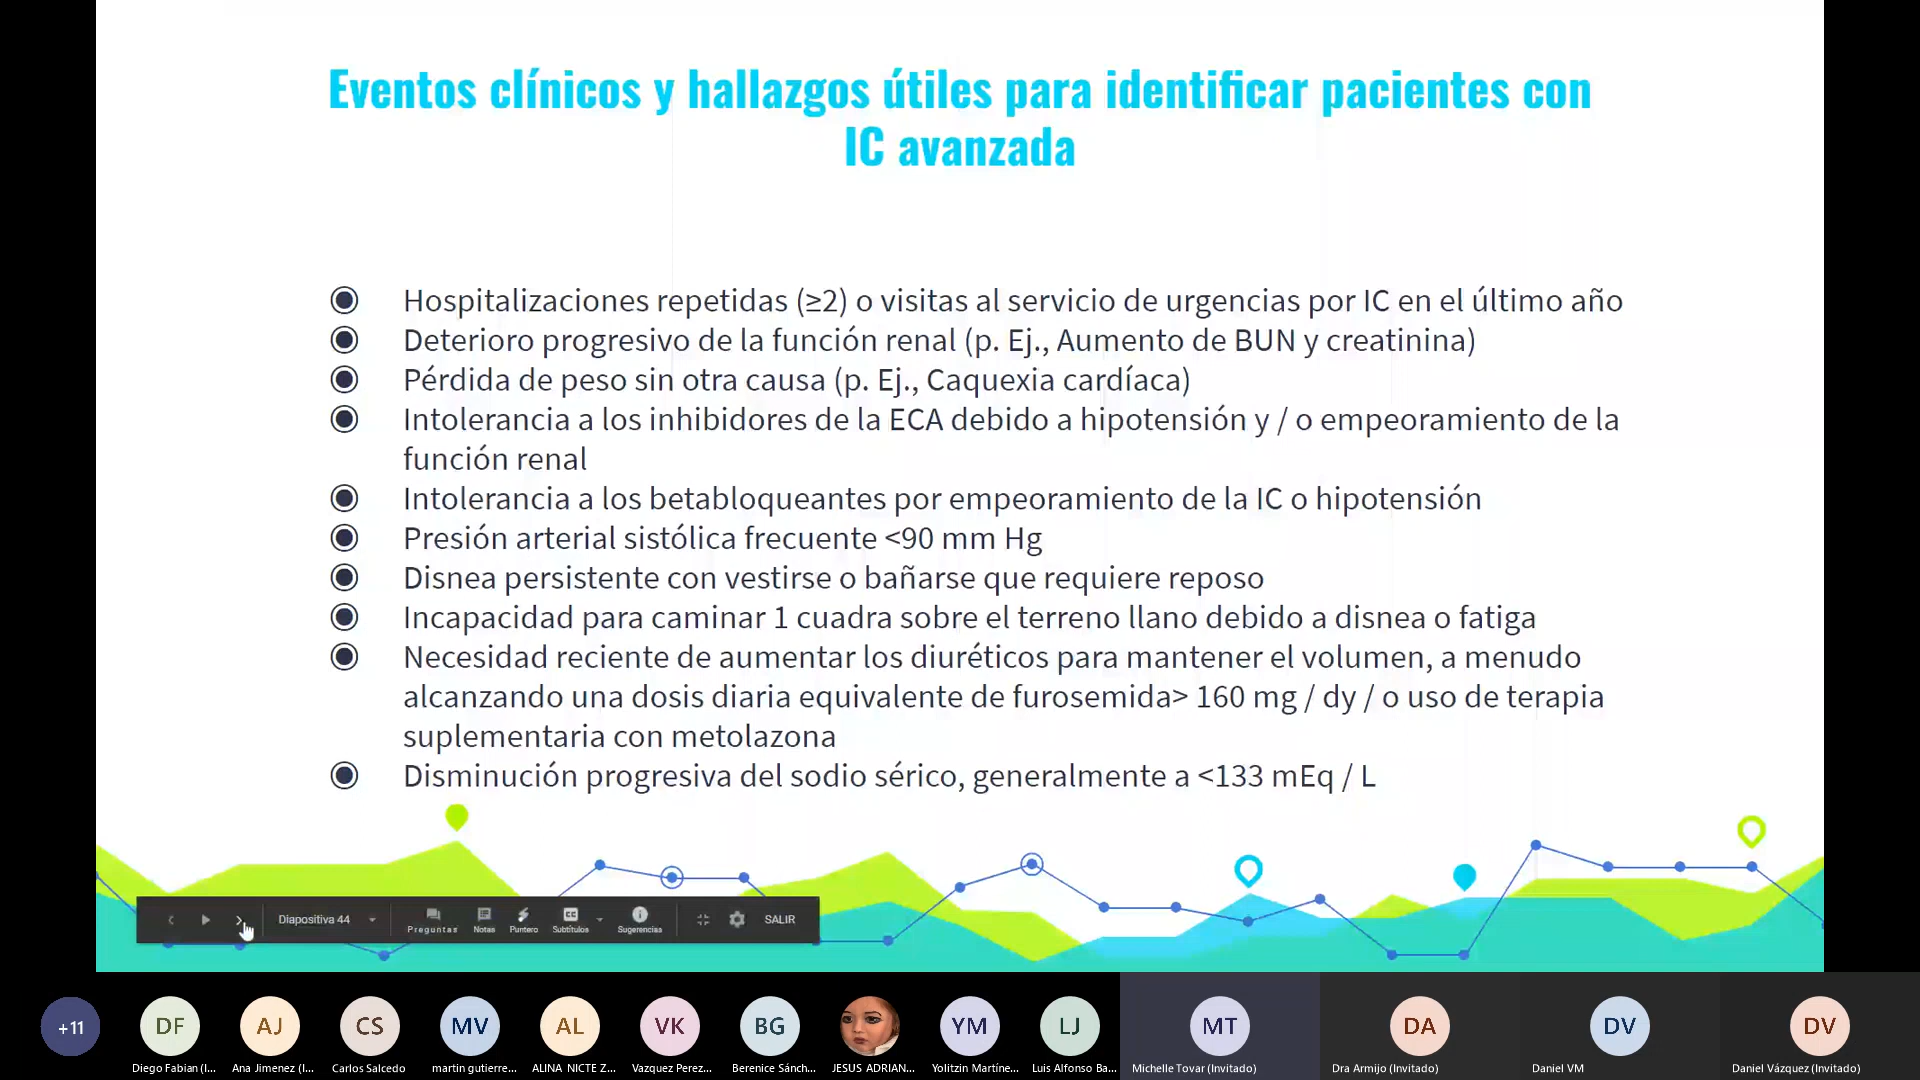 Eventos clínicos y hallazgos útiles para identificar pacientes con
IC avanzada
Hospitalizaciones repetidas (≥2) o visitas al servicio de urgencias por IC en el último año
Deterioro progresivo de la función renal (p. Ej., Aumento de BUN y creatinina)
Pérdida de peso sin otra causa (p. Ej., Caquexia cardíaca)
Intolerancia a los inhibidores de la ECA debido a hipotensión y / o empeoramiento de la
función renal
Intolerancia a los betabloqueantes por empeoramiento de la IC o hipotensión
Presión arterial sistólica frecuente <90 mm Hg
Disnea persistente con vestirse o bañarse que requiere reposo
Incapacidad para caminar 1 cuadra sobre el terreno llano debido a disnea o fatiga
Necesidad reciente de aumentar los diuréticos para mantener el volumen, a menudo
alcanzando una dosis diaria equivalente de furosemida> 160 mg / dy / o uso de terapia
suplementaria con metolazona
Disminución progresiva del sodio sérico, generalmente a <133 mEq / L
Diapositiva 44
Preguntas
Notas
Puntero
CC
Subtítulos
Sugerencias
SALIR
+11
DF
AJ
CS
MV
AL
VK
BG
YM
LJ
MT
DA
DV
DV
Diego Fabian (I...
Ana Jimenez (I...
Carlos Salcedo
martin gutierre...
ALINA NICTE Z...
Vazquez Perez...
Berenice Sánch...
JESUS ADRIAN...
Yolitzin Martíne...
Luis Alfonso Ba...
Michelle Tovar (Invitado)
Dra Armijo (Invitado)
Daniel VM
Daniel Vázquez (Invitado)